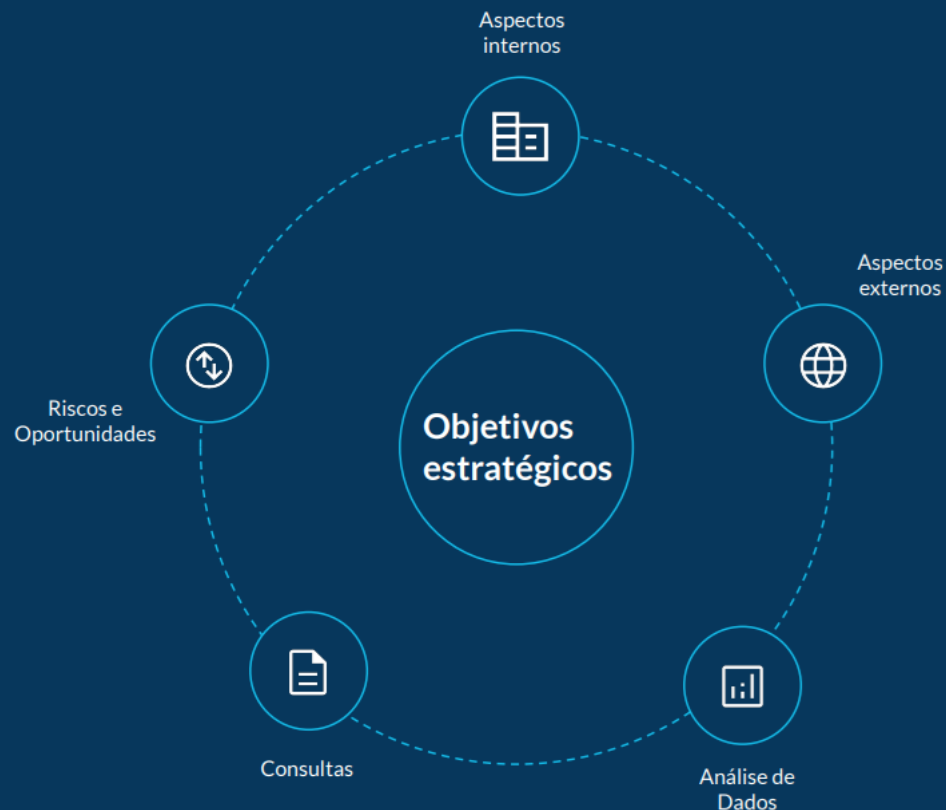 Aspectos
internos
Aspectos
externos
Objetivos
estratégicos
Riscos e
Oportunidades
Consultas
Análise de
Dados